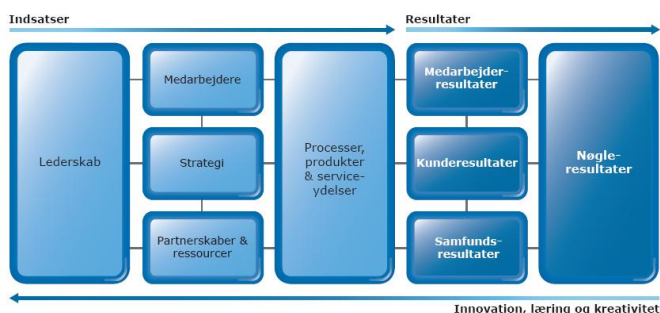 Indsatser
Resultater
Lederskab
Medarbejdere
Strategi
Partnerskaber &
ressourcer
Processer,
produkter
& service-
ydelser
Medarbejder-
resultater
Kunderesultater
Samfunds-
resultater
Nøgle-
resultater
Innovation, læring og kreativitet